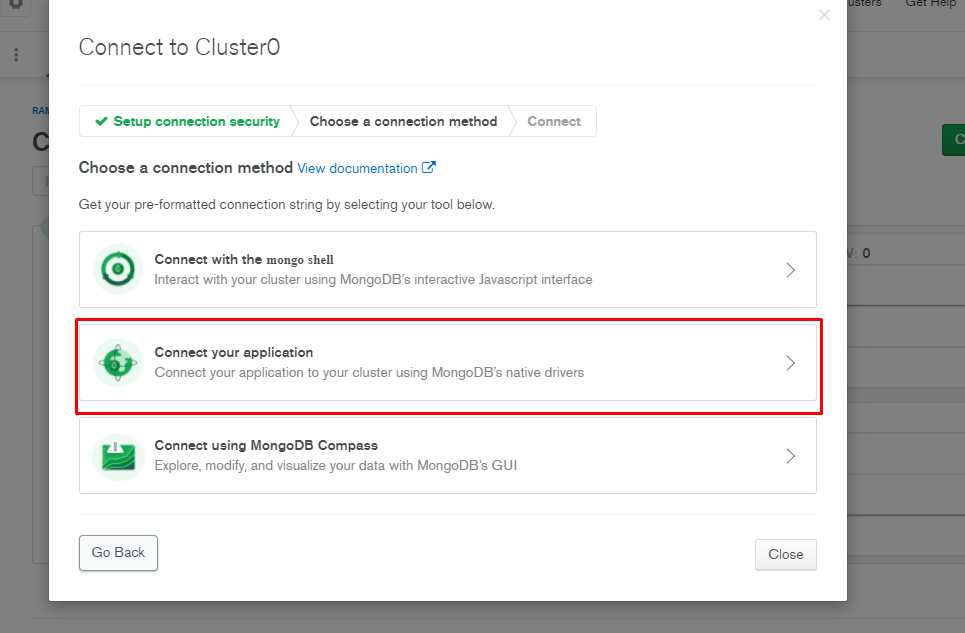 usters Get Help
Connect to Cluster0
RAM
C
C
Setup connection security Choose a connection method Connect
Choose a connection method View documentation
Get your pre-formatted connection string by selecting your tool below.
Connect with the mongo shell
Interact with your cluster using MongoDB's interactive Javascript interface
V: 0
Connect your application
Connect your application to your cluster using MongoDB's native drivers
Connect using MongoDB Compass
Explore, modify, and visualize your data with MongoDB's GUI
Go Back
Close